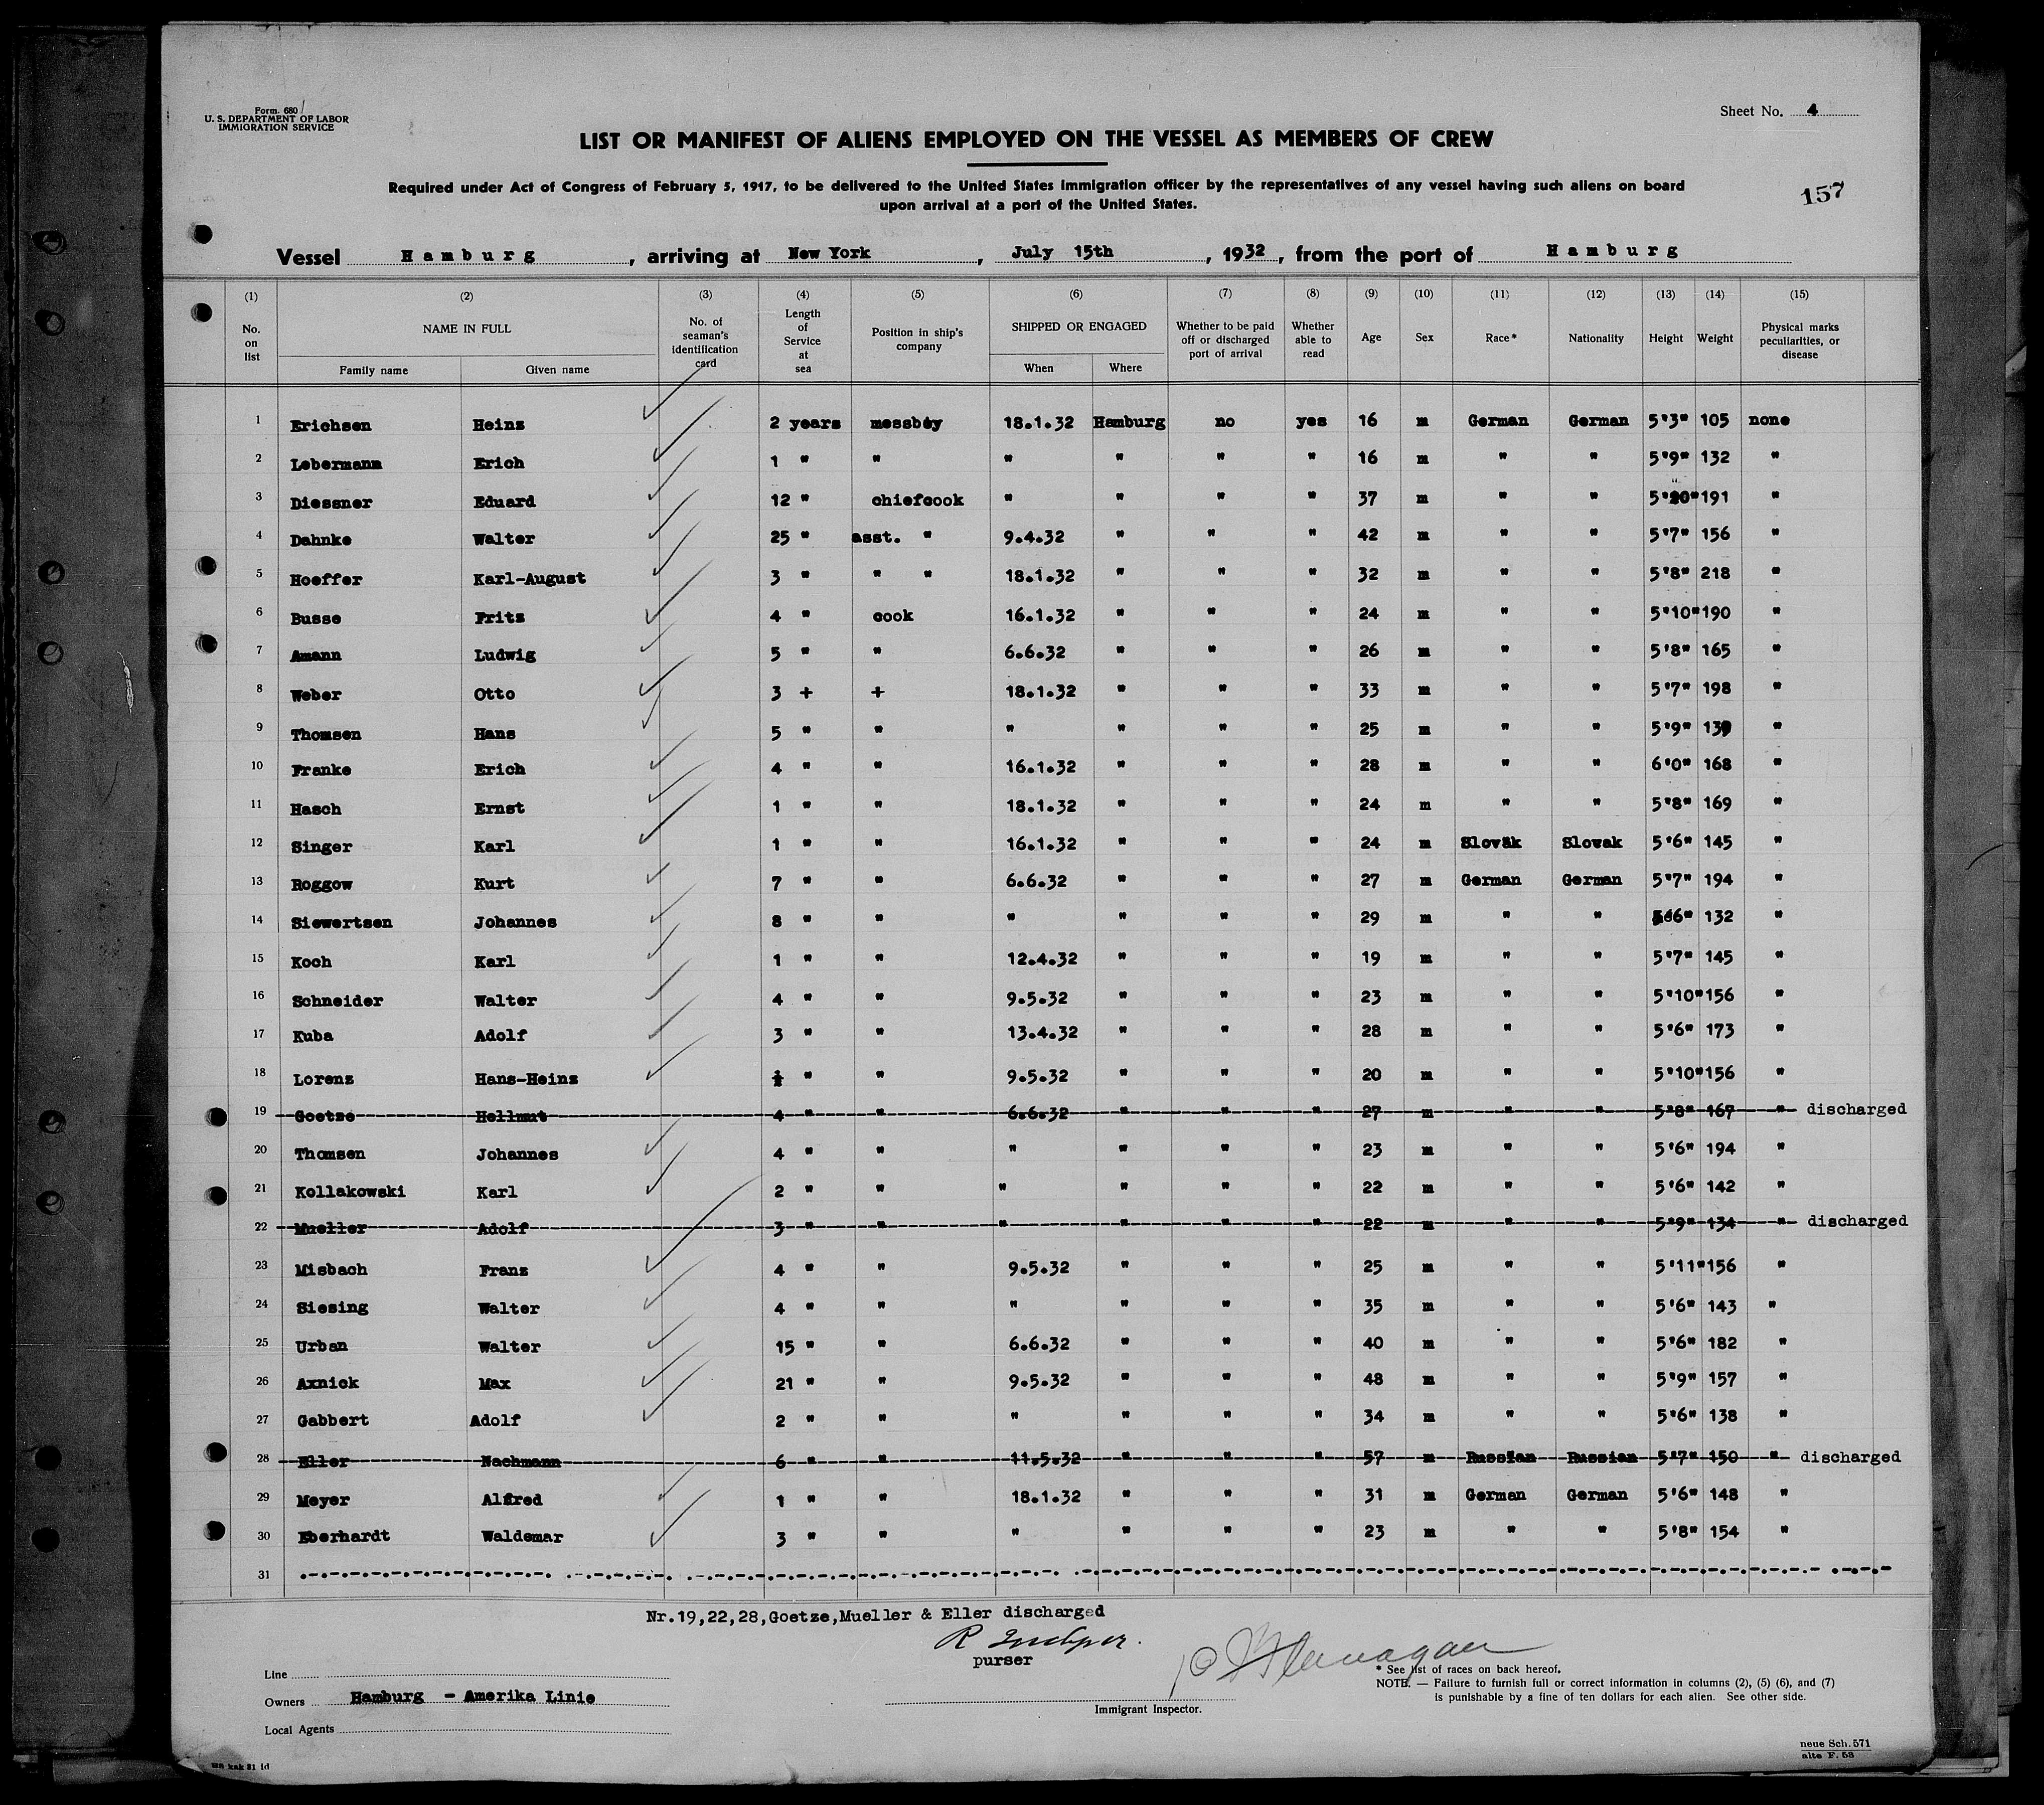 Form. 680
U. S. DEPARTMENT OF LABOR
IMMIGRATION SERVICE
Sheet No. 4
LIST OR MANIFEST OF ALIENS EMPLOYED ON THE VESSEL AS MEMBERS OF CREW
Required under Act of Congress of February 5, 1917, to be delivered to the United States Immigration officer by the representatives of any vessel having such aliens on board
upon arrival at a port of the United States.
157
Vessel Hamburg, arriving at New York, July 15th, 1932, from the port of Hamburg
(1) (2) (3) (4) (5) (6) (7) (8) (9) (10) (11) (12) (13) (14) (15)
No. on list NAME IN FULL Family name Given name No. of seaman's identification card Length of Service at sea Position in ship's company SHIPPED OR ENGAGED When Where Whether to be paid off or discharged port of arrival Whether able to read Age Sex Race* Nationality Height Weight Physical marks peculiarities, or disease
1 Erichsen Heinz 2 years messboy 18.1.32 Hamburg no yes 16 m German German 5'3" 105 none
2 Lebermann Erich 1 " " " " " " 16 m " " 5'9" 132 "
3 Diessner Eduard 12 " chiefcook " " " " 37 m " " 191 "
4 Dahnke Walter 25 " asst. " 9.4.32 " " " 42 m " " 5'7" 156 "
5 Hoeffer Karl-August 3 " " " 18.1.32 " " " 32 m " " 5'8" 218 "
6 Busse Fritz 4 " cook 16.1.32 " " " 24 m " " 5'10" 190 "
7 Amann Ludwig 5 " " 6.6.32 " " " 26 m " " 5'8" 165 "
8 Weber Otto 3 + + 18.1.32 " " " 33 m " " 5'7" 198 "
9 Thomsen Hans 5 " " " " " " 25 m " " 5'9" 139 "
10 Franke Erich 4 " " 16.1.32 " " " 28 m " " 6'0" 168 "
11 Hasch Ernst 1 " " 18.1.32 " " " 24 m " " 5'8" 169 "
12 Singer Karl 1 " " 16.1.32 " " " 24 m Slovak Slovak 5'6" 145 "
13 Roggow Kurt 7 " " 6.6.32 " " " 27 m German German 5'7" 194 "
14 Siewertsen Johannes 8 " " " " " " 29 m " " 5'6" 132 "
15 Koch Karl 1 " " 12.4.32 " " " 19 m " " 5'7" 145 "
16 Schneider Walter 4 " " 9.5.32 " " " 23 m " " 5'10" 156 "
17 Kuba Adolf 3 " " 13.4.32 " " " 28 m " " 5'6" 173 "
18 Lorenz Hans-Heinz " " 9.5.32 " " " 20 m " " 5'10" 156 "
19 Goetze Hellmut 4 " " 6.6.32 " " " 27 m " " 5'8" 167 " discharged
20 Thomsen Johannes 4 " " " " " " 23 m " " 5'6" 194 "
21 Kollakowski Karl 2 " " " " " " 22 m " " 5'6" 142 "
22 Mueller Adolf 3 " " " " " " 22 m " " 5'9" 134 " discharged
23 Misbach Franz 4 " " 9.5.32 " " " 25 m " " 5'11" 156 "
24 Siesing Walter 4 " " " " " " 35 m " " 5'6" 143 "
25 Urban Walter 15 " " 6.6.32 " " " 40 m " " 5'6" 182 "
26 Axnick Max 21 " " 9.5.32 " " " 48 m " " 5'9" 157 "
27 Gabbert Adolf 2 " " " " " " 34 m " " 5'6" 138 "
28 Eller Nachmann 6 " " 11.5.32 " " " 57 m Russian Russian 5'7" 150 " discharged
29 Meyer Alfred 1 " " 18.1.32 " " " 31 m German German 5'6" 148 "
30 Eberhardt Waldemar 3 " " " " " " 23 m " " 5'8" 154 "
31
Nr.19,22,28,Goetze,Mueller & Eller discharged
purser
Line
Owners Hamburg - Amerika Linie
Local Agents
Immigrant Inspector.
* See list of races on back hereof.
NOTE. — Failure to furnish full or correct information in columns (2), (5) (6), and (7)
is punishable by a fine of ten dollars for each alien. See other side.
neue Sch. 571
alte F. 53